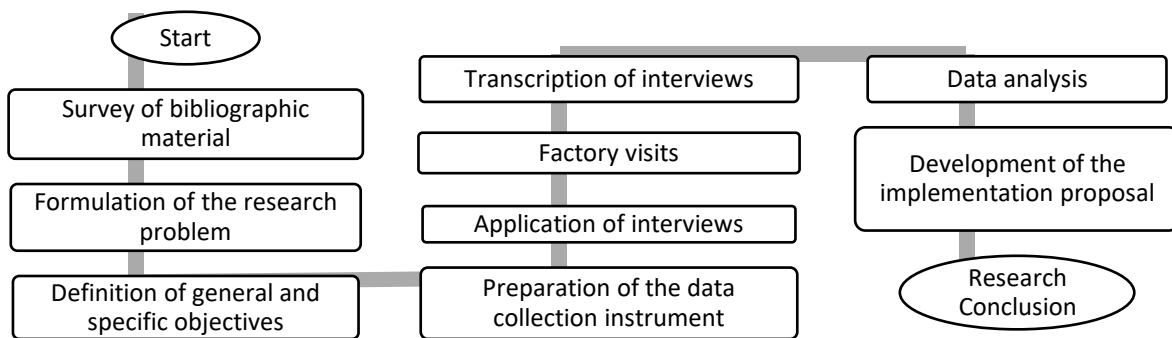 Start
Survey of bibliographic
material
Formulation of the research
problem
Definition of general and
specific objectives
Preparation of the data
collection instrument
Application of interviews
Factory visits
Transcription of interviews
Data analysis
Development of the
implementation proposal
Research
Conclusion